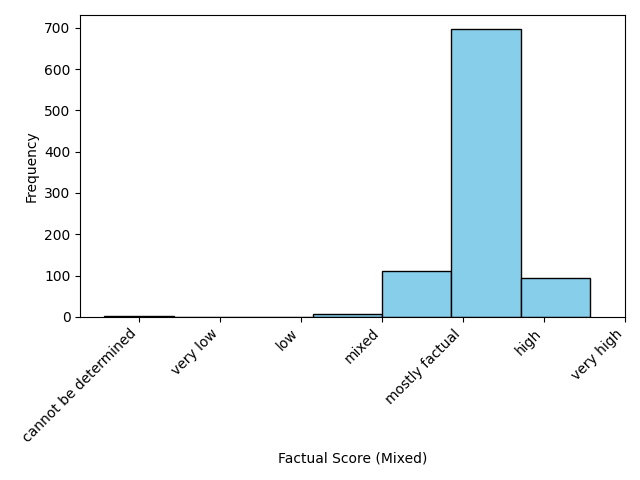 700
600
500
400
300
200
100
0
Frequency
cannot be determined
very low
low
mixed
mostly factual
high
very high
Factual Score (Mixed)